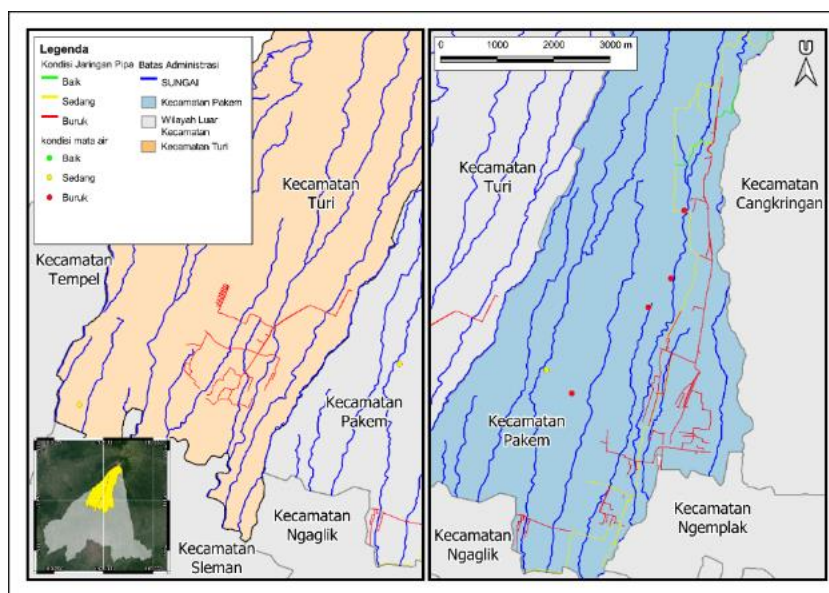 Legenda
Kondisi Jaringan Pipa
Baik
Sedang
Buruk
kondisi mata air
Baik
Sedang
Buruk
Batas Administrasi
SUNGAI
Kecamatan Pakem
Wilayah Luar
Kecamatan
Kecamatan Turi
Kecamatan
Turi
Kecamatan
Tempel
Kecamatan
Pakem
Kecamatan
Ngaglik
Kecamatan
Sleman
0 1000 2000 3000 m
U
Kecamatan
Turi
Kecamatan
Cangkringan
Kecamatan
Pakem
Kecamatan
Ngaglik
Kecamatan
Ngemplak